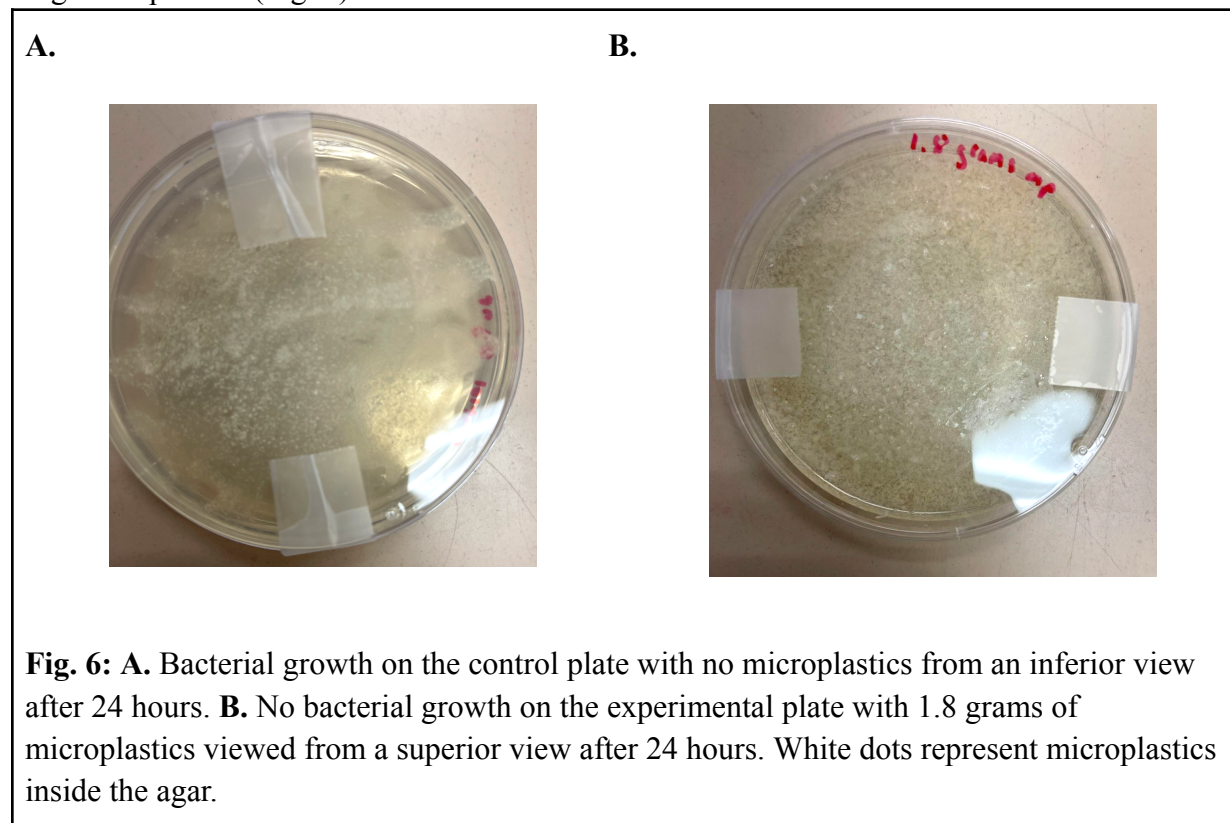 A.
B.
1.8 grams mp
Fig. 6: A. Bacterial growth on the control plate with no microplastics from an inferior view
after 24 hours. B. No bacterial growth on the experimental plate with 1.8 grams of
microplastics viewed from a superior view after 24 hours. White dots represent microplastics
inside the agar.